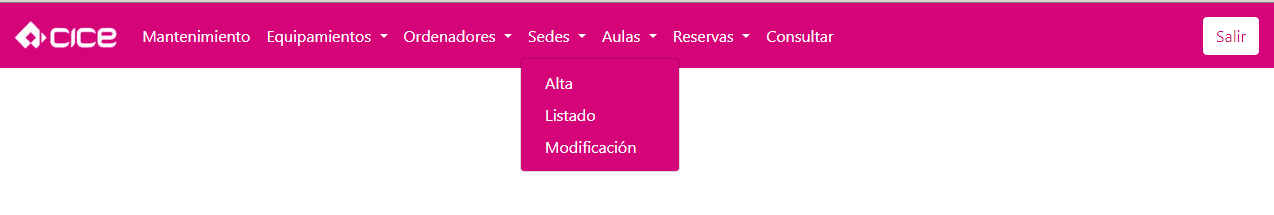 cice Mantenimiento Equipamientos Ordenadores Sedes Aulas Reservas Consultar Salir
Alta
Listado
Modificación